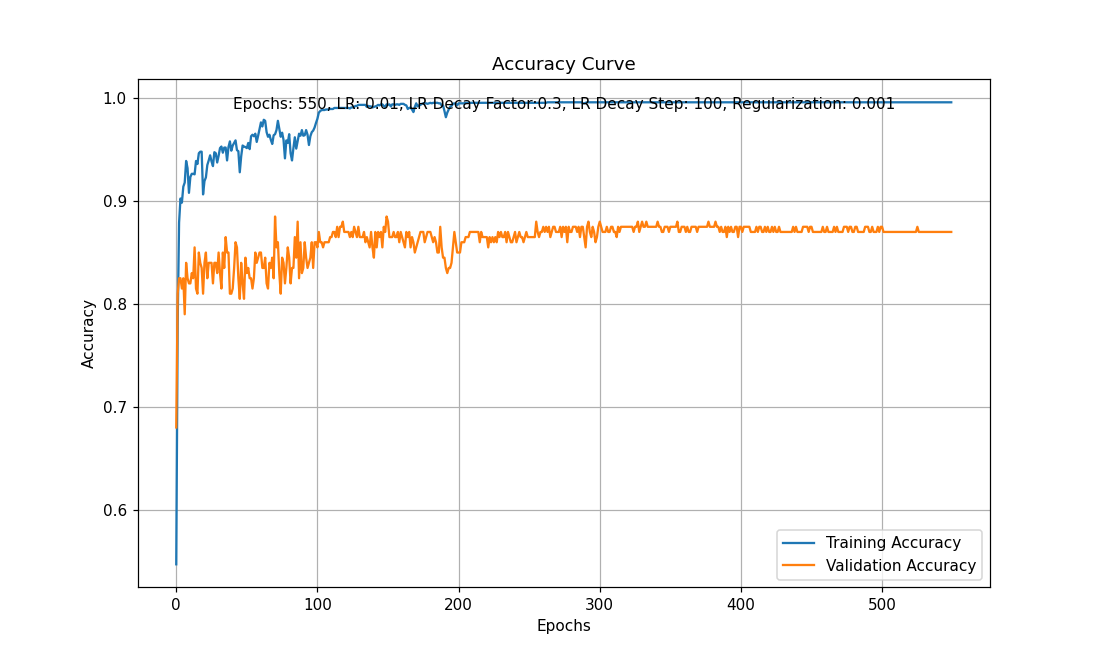 Accuracy Curve
Epochs: 550, LR: 0.01, LR Decay Factor:0.3, LR Decay Step: 100, Regularization: 0.001
1.0
0.9
0.8
0.7
0.6
Accuracy
Training Accuracy
Validation Accuracy
0 100 200 300 400 500
Epochs